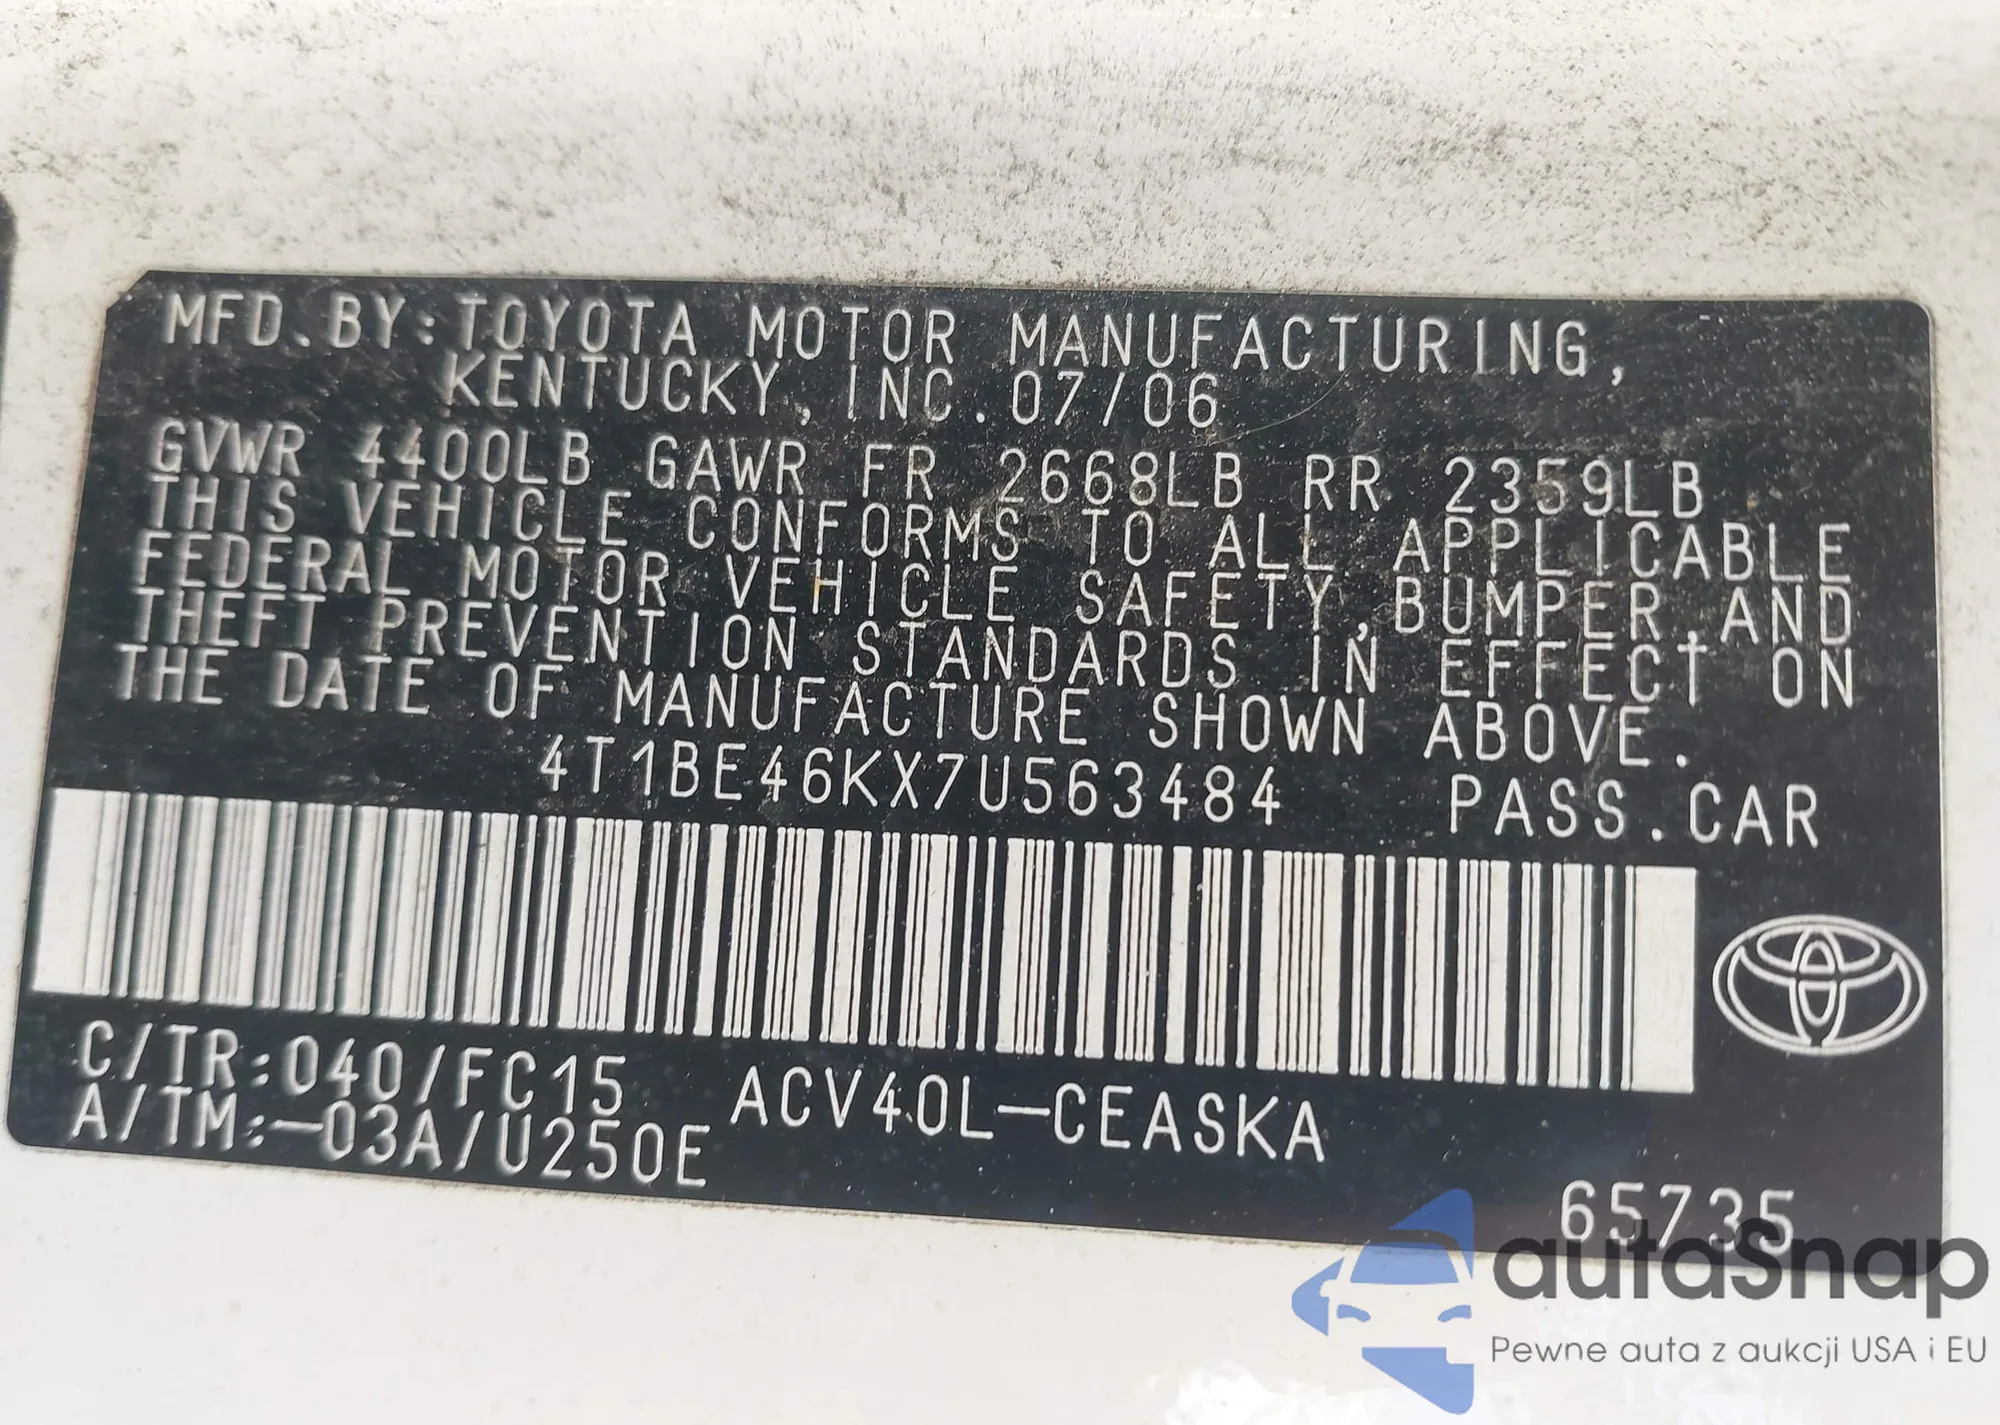 MFD.BY:TOYOTA MOTOR MANUFACTURING,
KENTUCKY, INC. 07/06
GVWR 4400LB GAWR FR 2668LB RR 2359LB
THIS VEHICLE CONFORMS TO ALL APPLICABLE
FEDERAL MOTOR VEHICLE SAFETY,BUMPER,AND
THEFT PREVENTION STANDARDS IN EFFECT ON
THE DATE OF MANUFACTURE SHOWN ABOVE.
4T1BE46KX7U563484 PASS.CAR
C/TR:040/FC15 ACV40L-CEASKA
A/TM:-03A/U250E
65735
autoSnap
Pewne auta z aukcji USA i EU